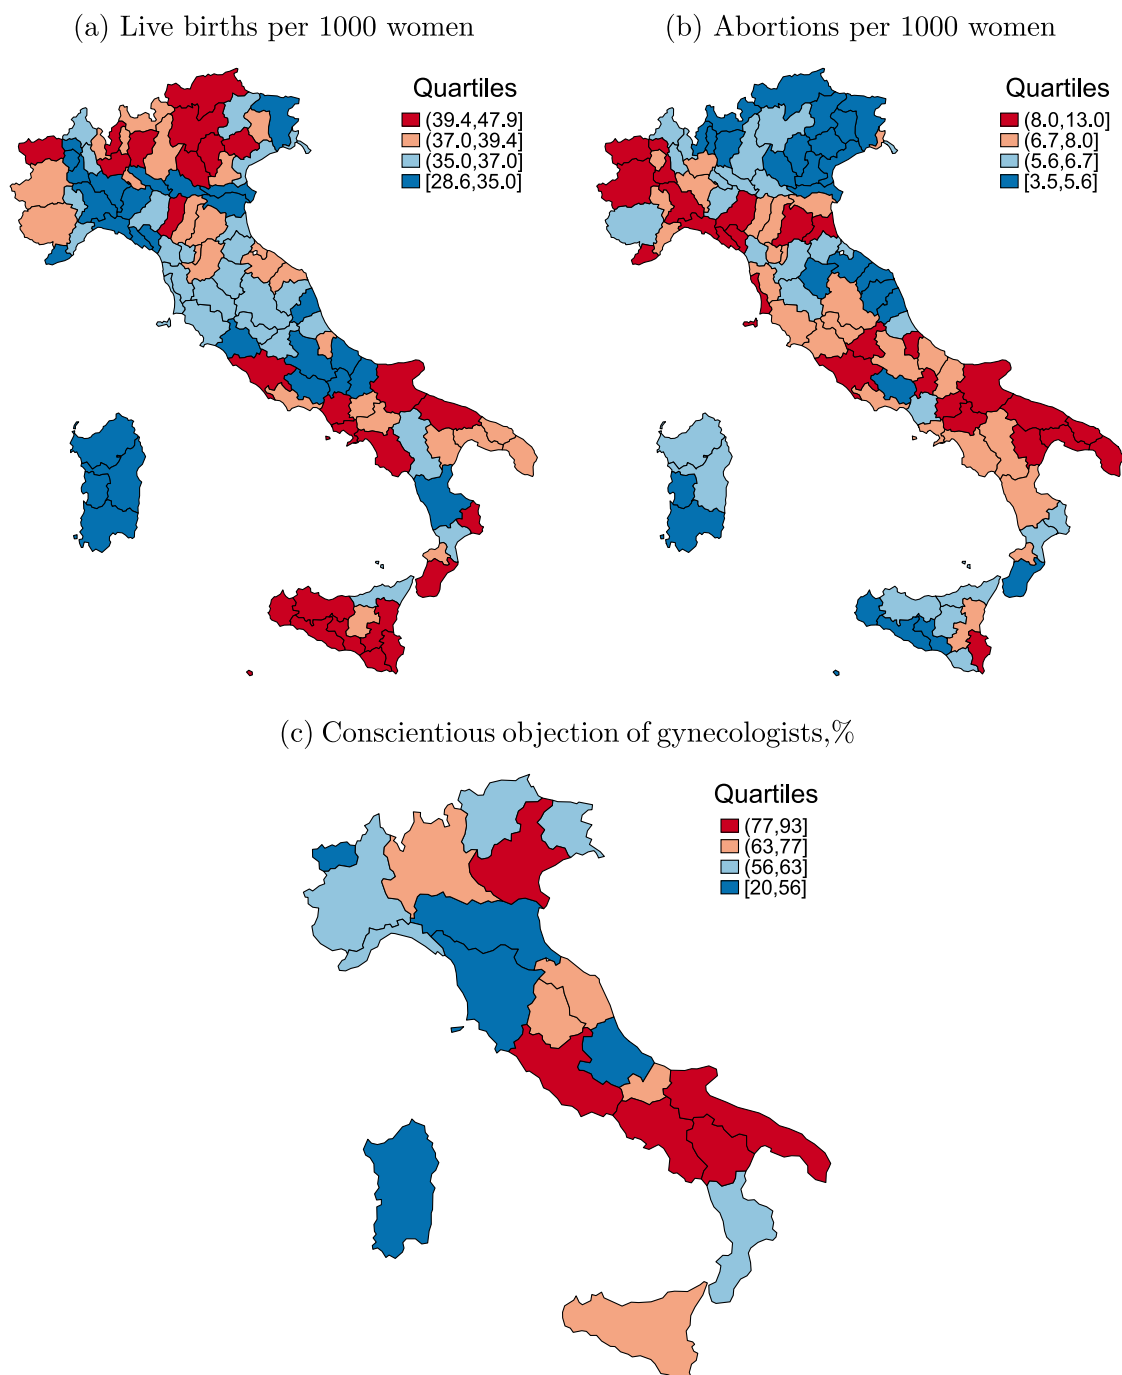 (a) Live births per 1000 women
Quartiles
(39.4,47.9]
(37.0,39.4]
(35.0,37.0]
[28.6,35.0]
(b) Abortions per 1000 women
Quartiles
(8.0,13.0]
(6.7,8.0]
(5.6,6.7]
[3.5,5.6]
(c) Conscientious objection of gynecologists,%
Quartiles
(77,93]
(63,77]
(56,63]
[20,56]